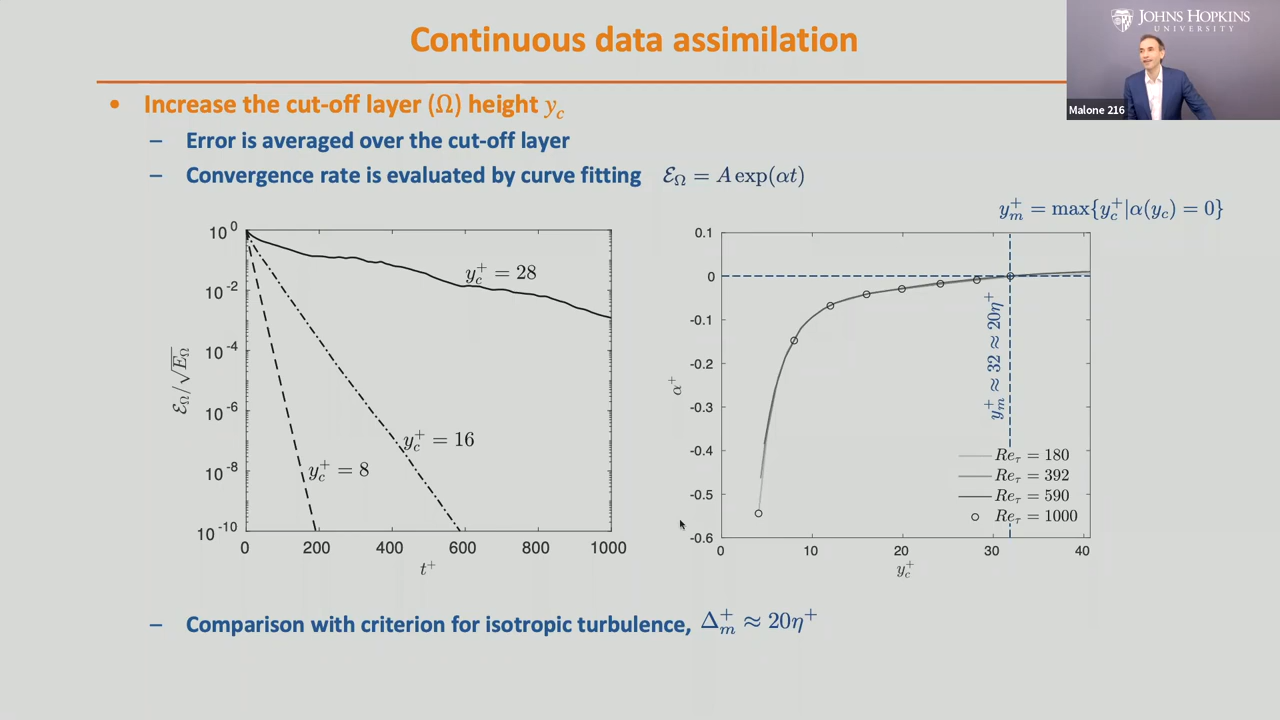 Continuous data assimilation
JOHNS HOPKINS
UNIVERSITY
Malone 216
• Increase the cut-off layer (Ω) height y_c
– Error is averaged over the cut-off layer
– Convergence rate is evaluated by curve fitting ℰ_Ω = A exp(αt)
y_m^+ = max{y_c^+|α(y_c) = 0}
10^0
10^-2
10^-4
10^-6
10^-8
10^-10
ℰ_Ω/√E_Ω
y_c^+ = 28
y_c^+ = 16
y_c^+ = 8
0 200 400 600 800 1000
t^+
0.1
0
-0.1
-0.2
-0.3
-0.4
-0.5
-0.6
α^+
y_m^+ ≈ 32 ≈ 20η^+
Re_τ = 180
Re_τ = 392
Re_τ = 590
Re_τ = 1000
0 10 20 30 40
y_c^+
– Comparison with criterion for isotropic turbulence, Δ_m^+ ≈ 20η^+